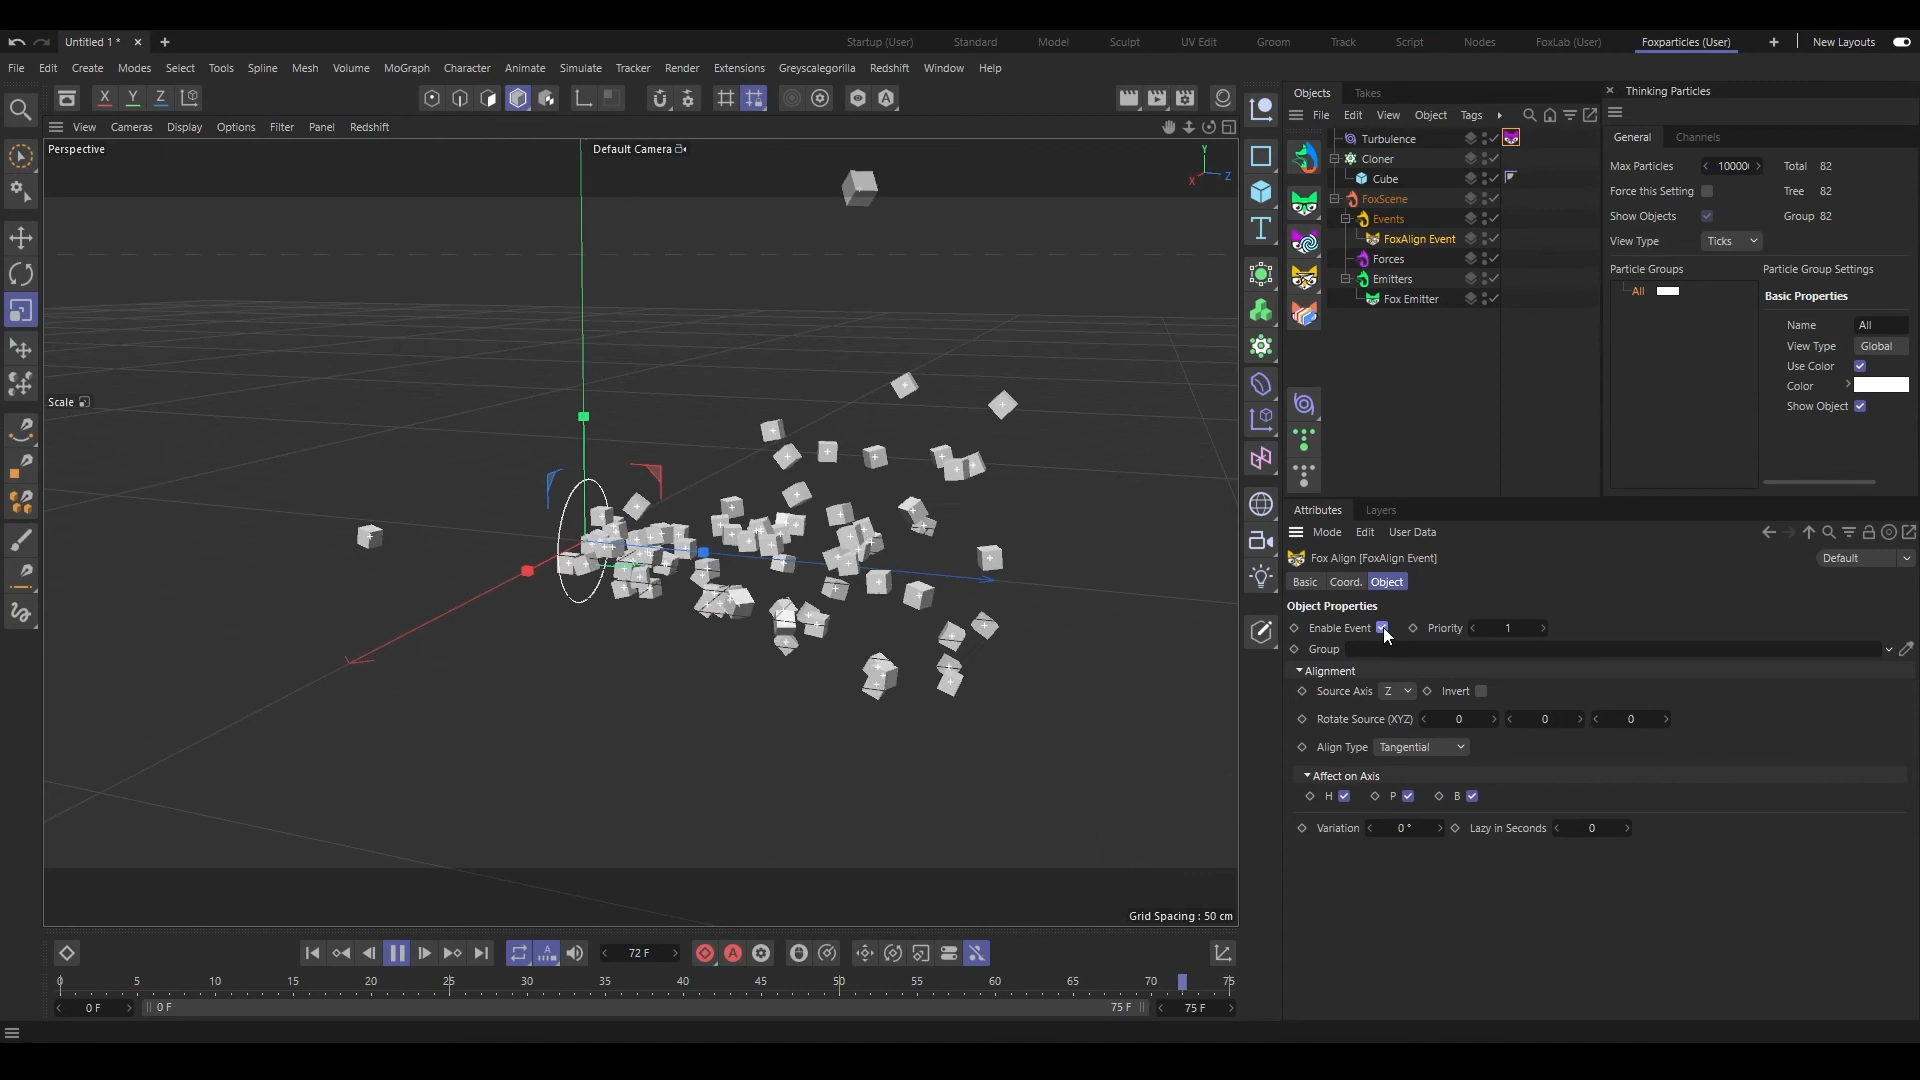 Untitled 1 *
Startup (User) Standard Model Sculpt UV Edit Groom Track Script Nodes FoxLab (User) Foxparticles (User) New Layouts
File Edit Create Modes Select Tools Spline Mesh Volume MoGraph Character Animate Simulate Tracker Render Extensions Greyscalegorilla Redshift Window Help
X Y Z
View Cameras Display Options Filter Panel Redshift
Perspective
Default Camera
Y
X
Z
Scale
Grid Spacing : 50 cm
Objects Takes
File Edit View Object Tags
Turbulence
Cloner
Cube
FoxScene
Events
FoxAlign Event
Forces
Emitters
Fox Emitter
Thinking Particles
General Channels
Max Particles 10000 Total 82
Force this Setting Tree 82
Show Objects Group 82
View Type Ticks
Particle Groups Particle Group Settings
All
Basic Properties
Name All
View Type Global
Use Color
Color
Show Object
Attributes Layers
Mode Edit User Data
Fox Align [FoxAlign Event] Default
Basic Coord. Object
Object Properties
Enable Event Priority 1
Group
Alignment
Source Axis Z Invert
Rotate Source (XYZ) 0 0 0
Align Type Tangential
Affect on Axis
H P B
Variation 0 ° Lazy in Seconds 0
72 F
0 5 10 15 20 25 30 35 40 45 50 55 60 65 70 75
0 F 0 F 75 F 75 F